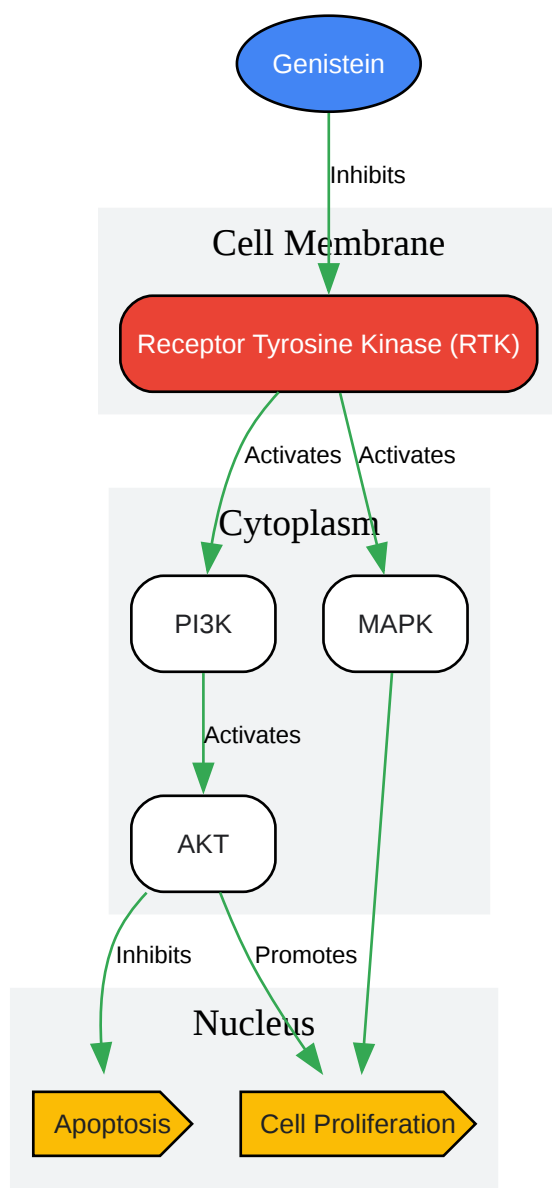 Genistein
Inhibits
Cell Membrane
Receptor Tyrosine Kinase (RTK)
Activates
Activates
Cytoplasm
PI3K
MAPK
Activates
AKT
Inhibits
Promotes
Nucleus
Apoptosis
Cell Proliferation